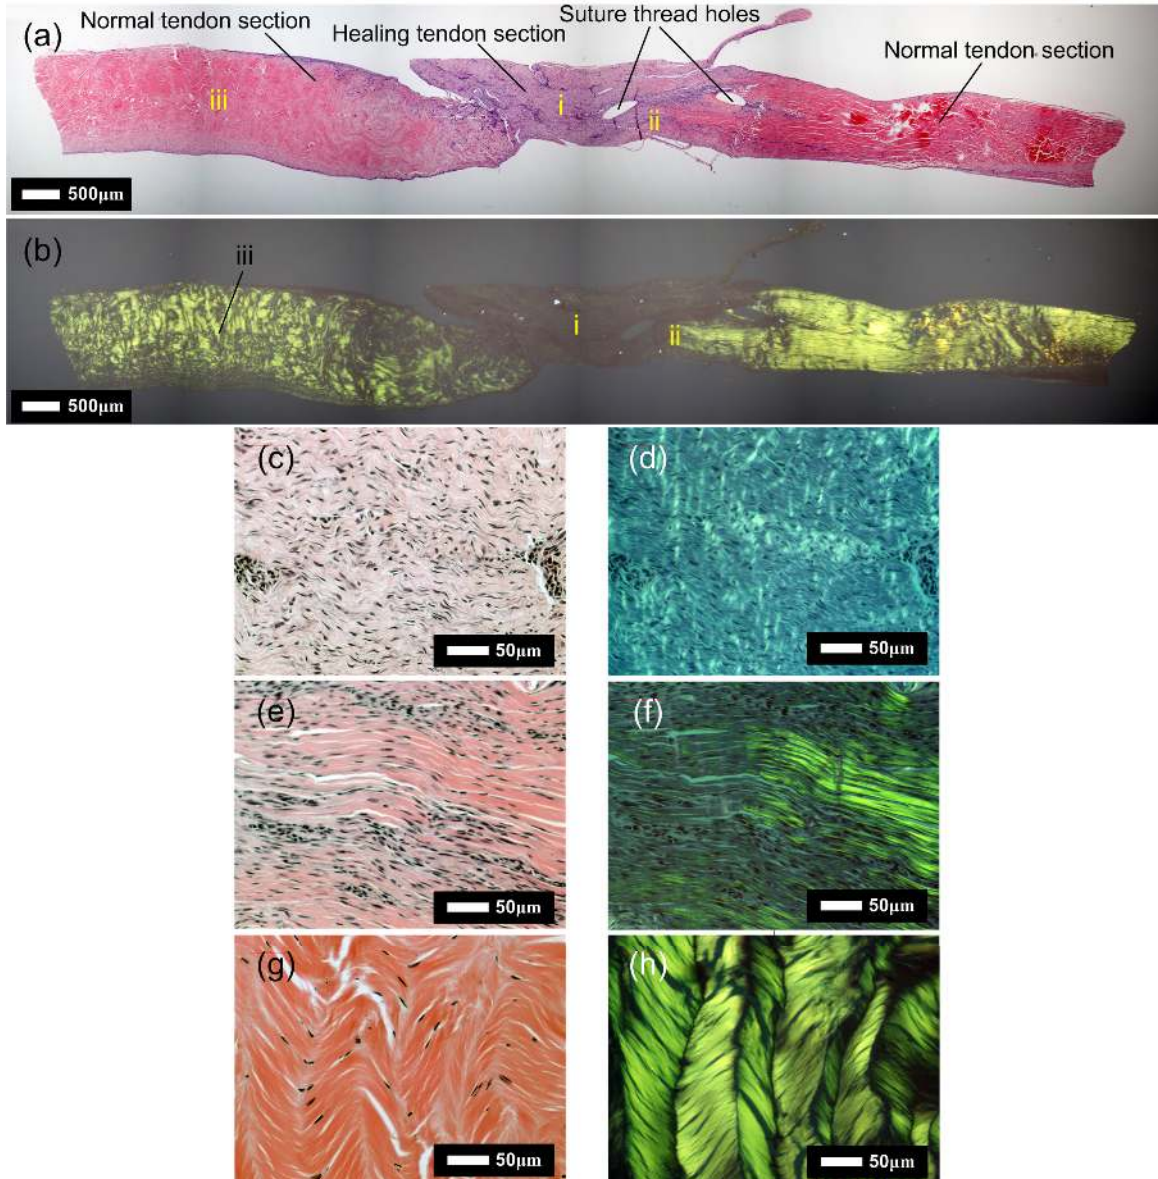 (a)
Normal tendon section
Healing tendon section
Suture thread holes
Normal tendon section
iii
i
ii
500μm
(b)
iii
i
ii
500μm
(c)
(d)
50μm
50μm
(e)
(f)
50μm
50μm
(g)
(h)
50μm
50μm